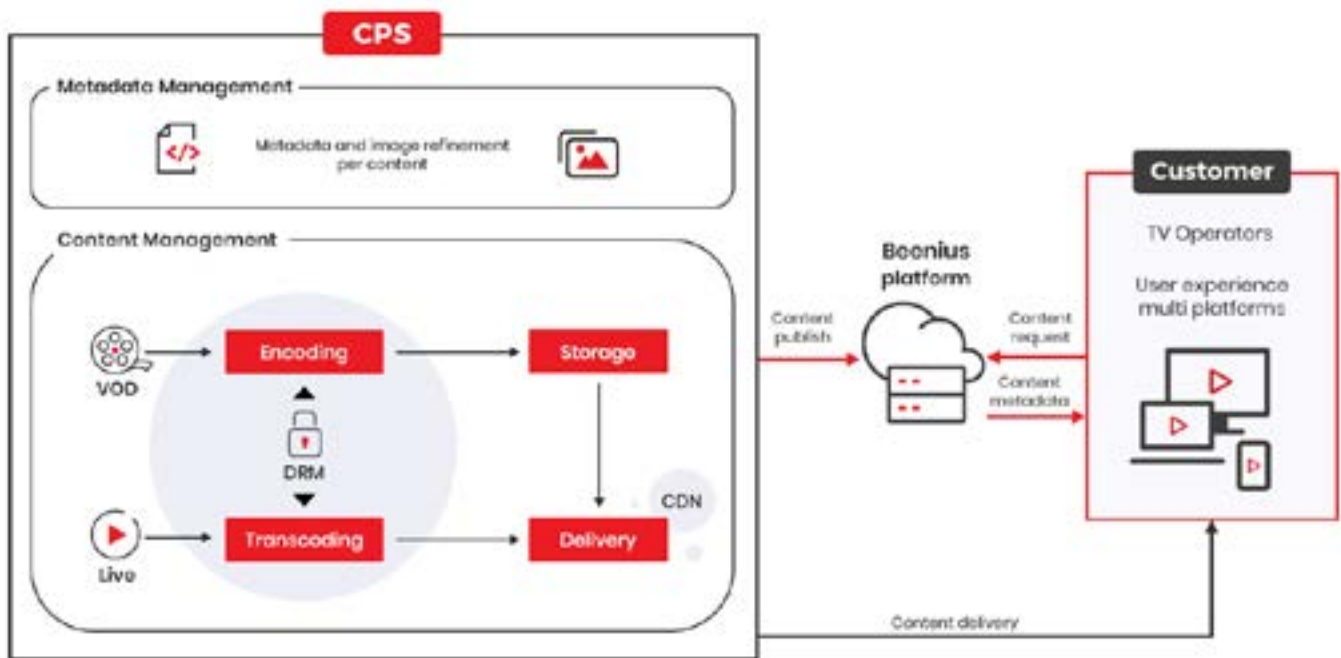 CPS
Metadata Management
</>
Metadata and image refinement
per content
Content Management
VOD
Encoding
Storage
DRM
CDN
Live
Transcoding
Delivery
Content
publish
Beenius
platform
Content
request
Content
metadata
Customer
TV Operators
User experience
multi platforms
Content delivery